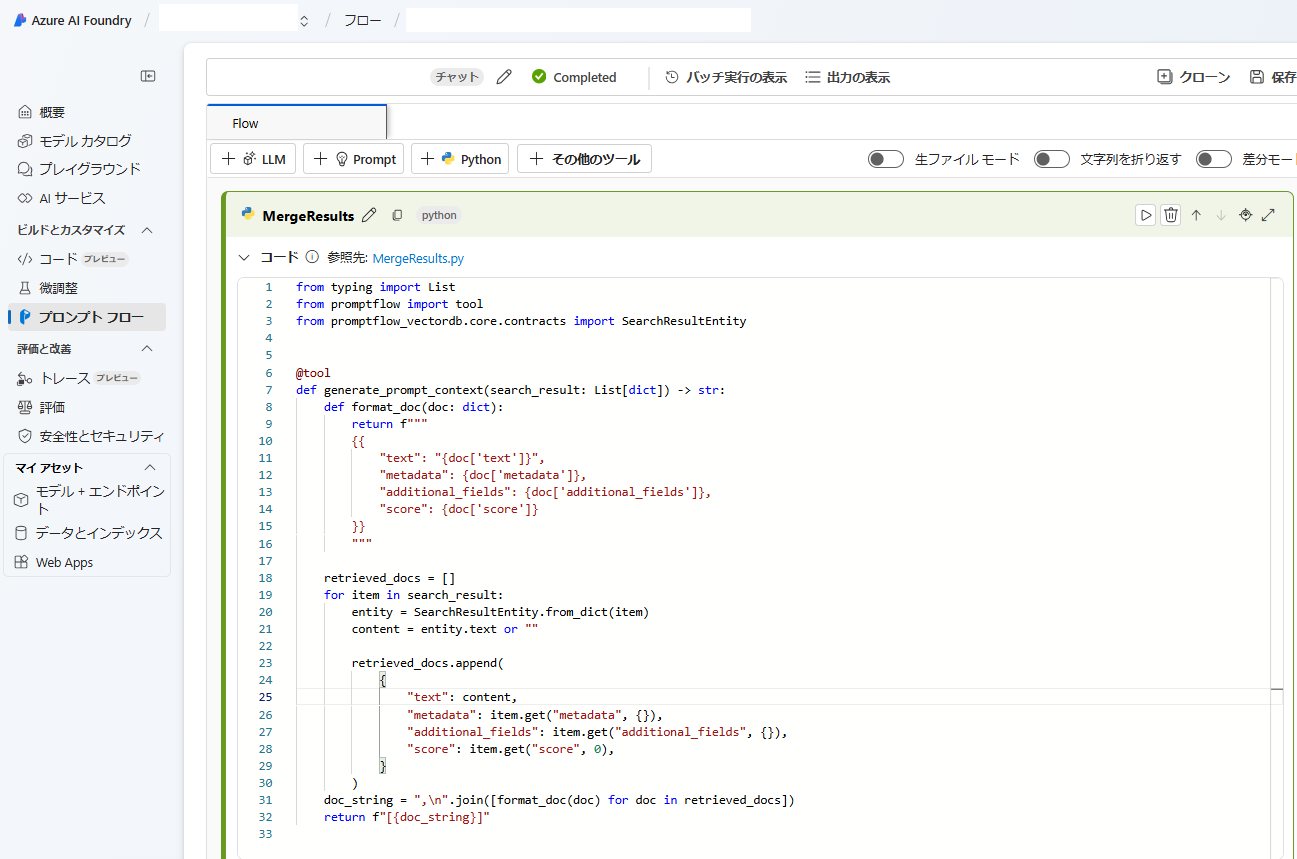 Azure AI Foundry / / フロー /
チャット Completed バッチ実行の表示 出力の表示 クローン 保存
Flow
+ LLM + Prompt + Python + その他のツール 生ファイル モード 文字列を折り返す 差分モー
概要
モデル カタログ
プレイグラウンド
AI サービス
ビルドとカスタマイズ
コード プレビュー
微調整
プロンプト フロー
評価と改善
トレース プレビュー
評価
安全性とセキュリティ
マイ アセット
モデル + エンドポイン
ト
データとインデックス
Web Apps
MergeResults python
コード 参照先: MergeResults.py
1 from typing import List
2 from promptflow import tool
3 from promptflow_vectordb.core.contracts import SearchResultEntity
4
5
6 @tool
7 def generate_prompt_context(search_result: List[dict]) -> str:
8     def format_doc(doc: dict):
9         return f"""
10         {{
11             "text": "{doc['text']}",
12             "metadata": {doc['metadata']},
13             "additional_fields": {doc['additional_fields']},
14             "score": {doc['score']}
15         }}
16         """
17
18     retrieved_docs = []
19     for item in search_result:
20         entity = SearchResultEntity.from_dict(item)
21         content = entity.text or ""
22
23         retrieved_docs.append(
24             {
25                 "text": content,
26                 "metadata": item.get("metadata", {}),
27                 "additional_fields": item.get("additional_fields", {}),
28                 "score": item.get("score", 0),
29             }
30         )
31     doc_string = ",\n".join([format_doc(doc) for doc in retrieved_docs])
32     return f"[{doc_string}]"
33